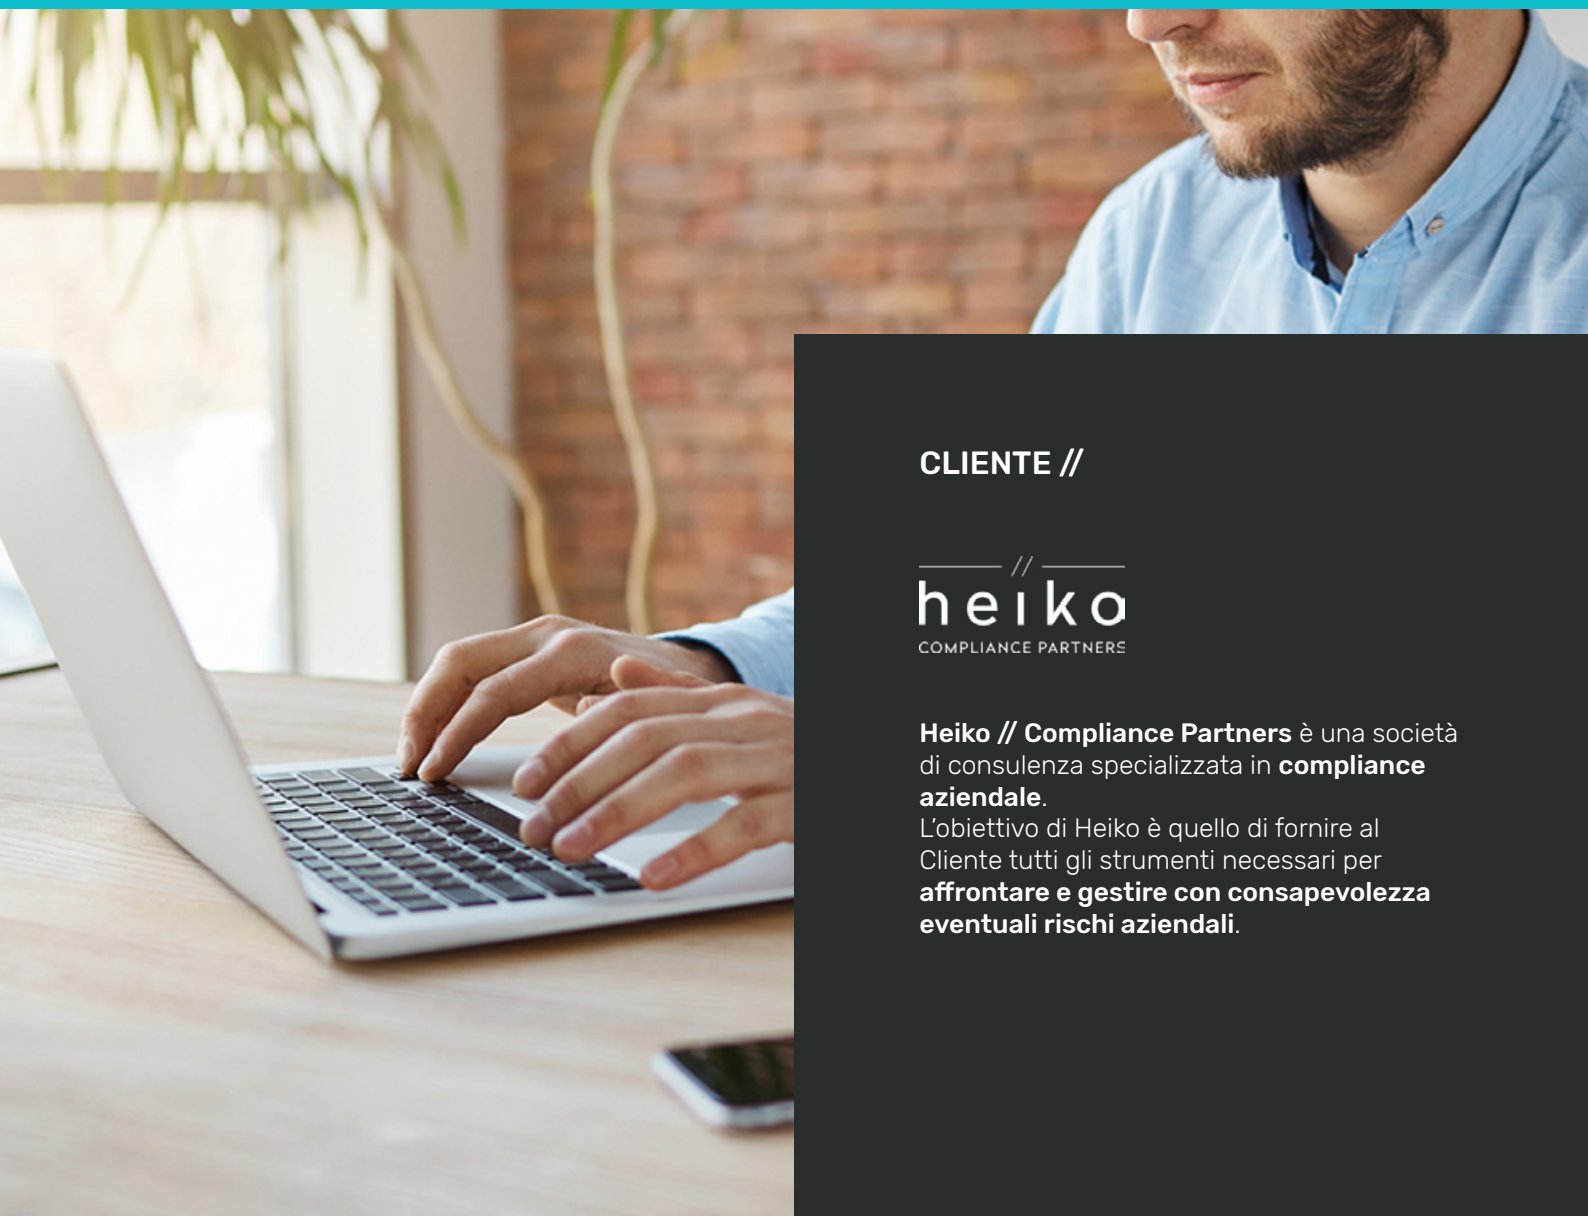 CLIENTE //
//
heiko
COMPLIANCE PARTNERS
Heiko // Compliance Partners è una società
di consulenza specializzata in compliance
aziendale.
L'obiettivo di Heiko è quello di fornire al
Cliente tutti gli strumenti necessari per
affrontare e gestire con consapevolezza
eventuali rischi aziendali.